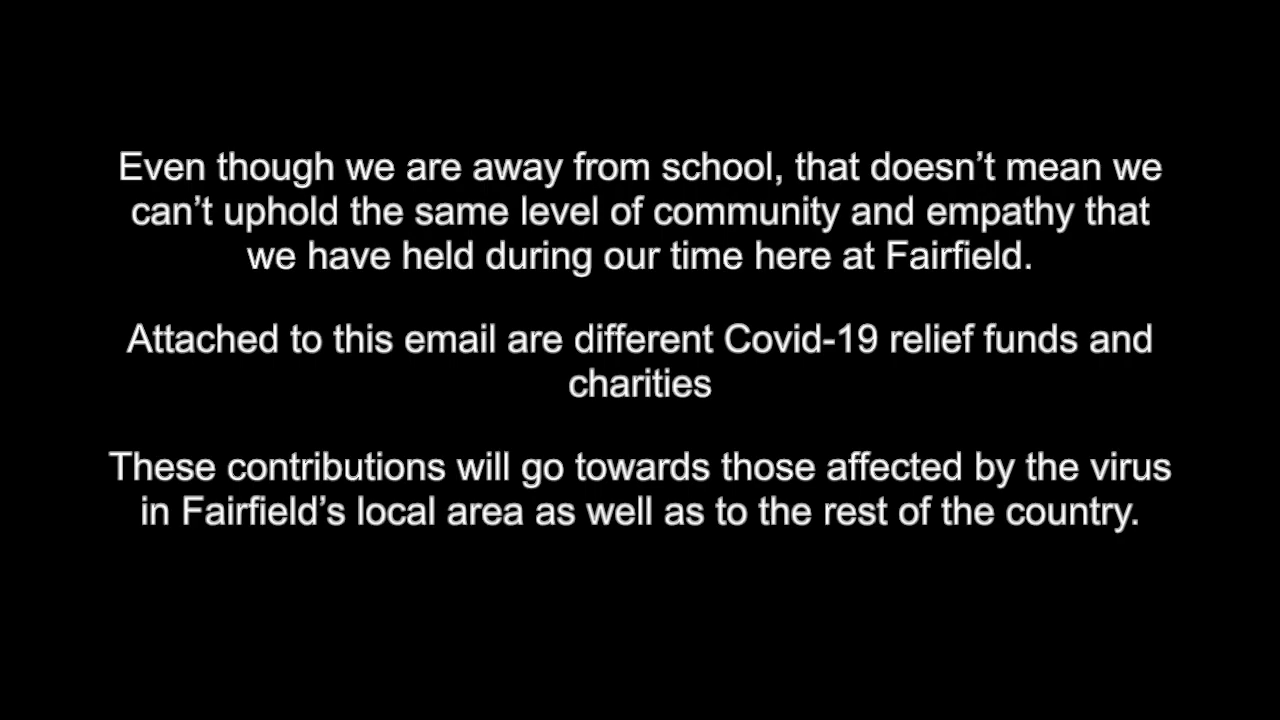 Even though we are away from school, that doesn’t mean we
can’t uphold the same level of community and empathy that
we have held during our time here at Fairfield.
Attached to this email are different Covid-19 relief funds and
charities
These contributions will go towards those affected by the virus
in Fairfield’s local area as well as to the rest of the country.